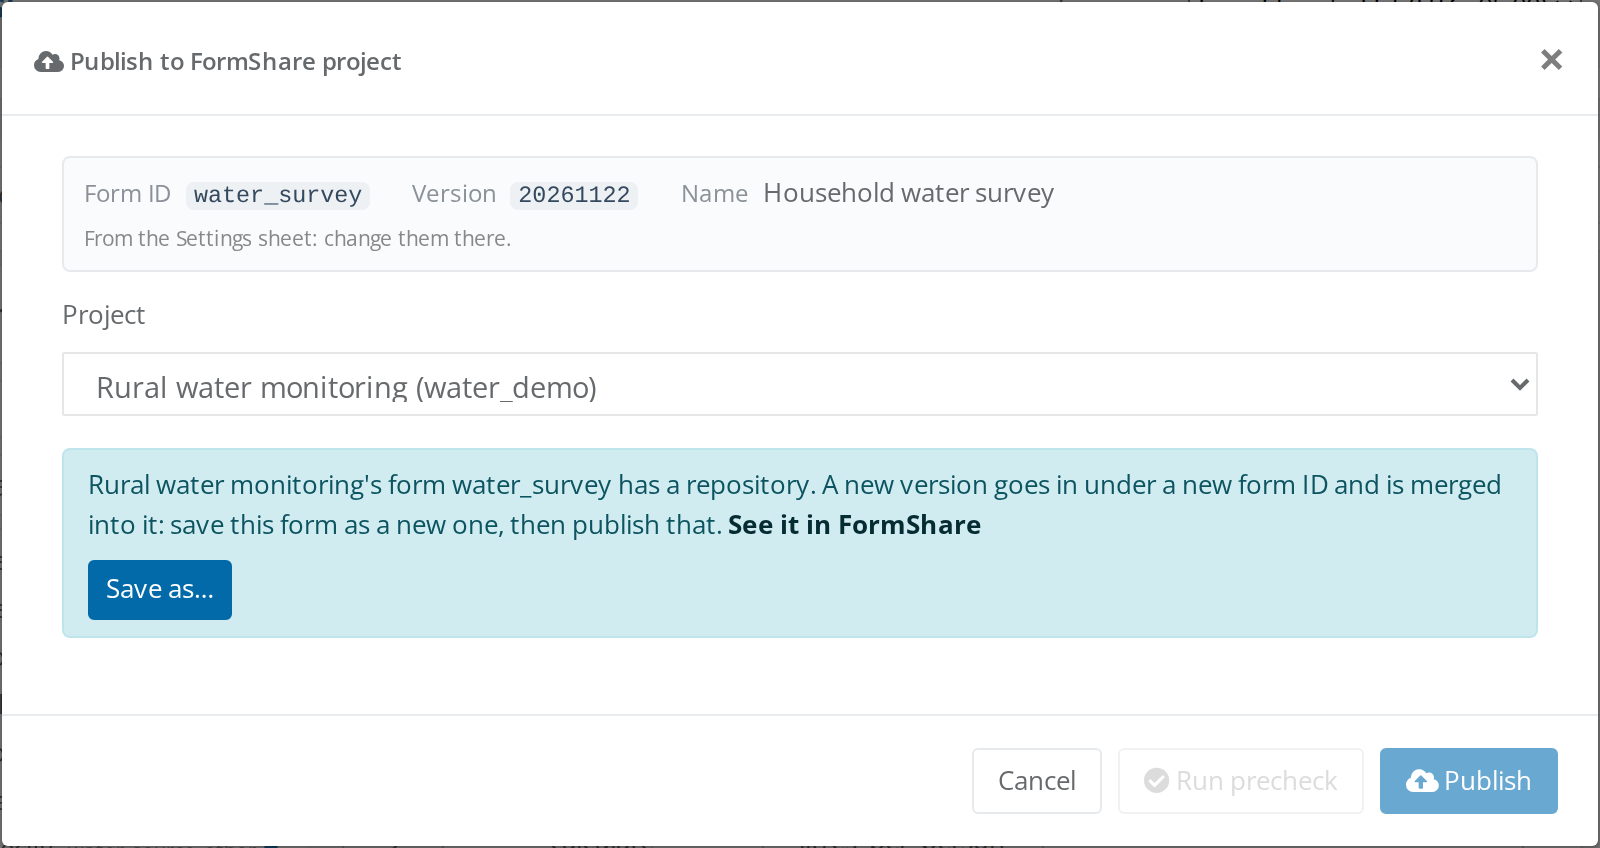 Publish to FormShare project
Form ID water_survey Version 20261122 Name Household water survey
From the Settings sheet: change them there.
Project
Rural water monitoring (water_demo)
Rural water monitoring's form water_survey has a repository. A new version goes in under a new form ID and is merged
into it: save this form as a new one, then publish that. See it in FormShare
Save as...
Cancel
Run precheck
Publish